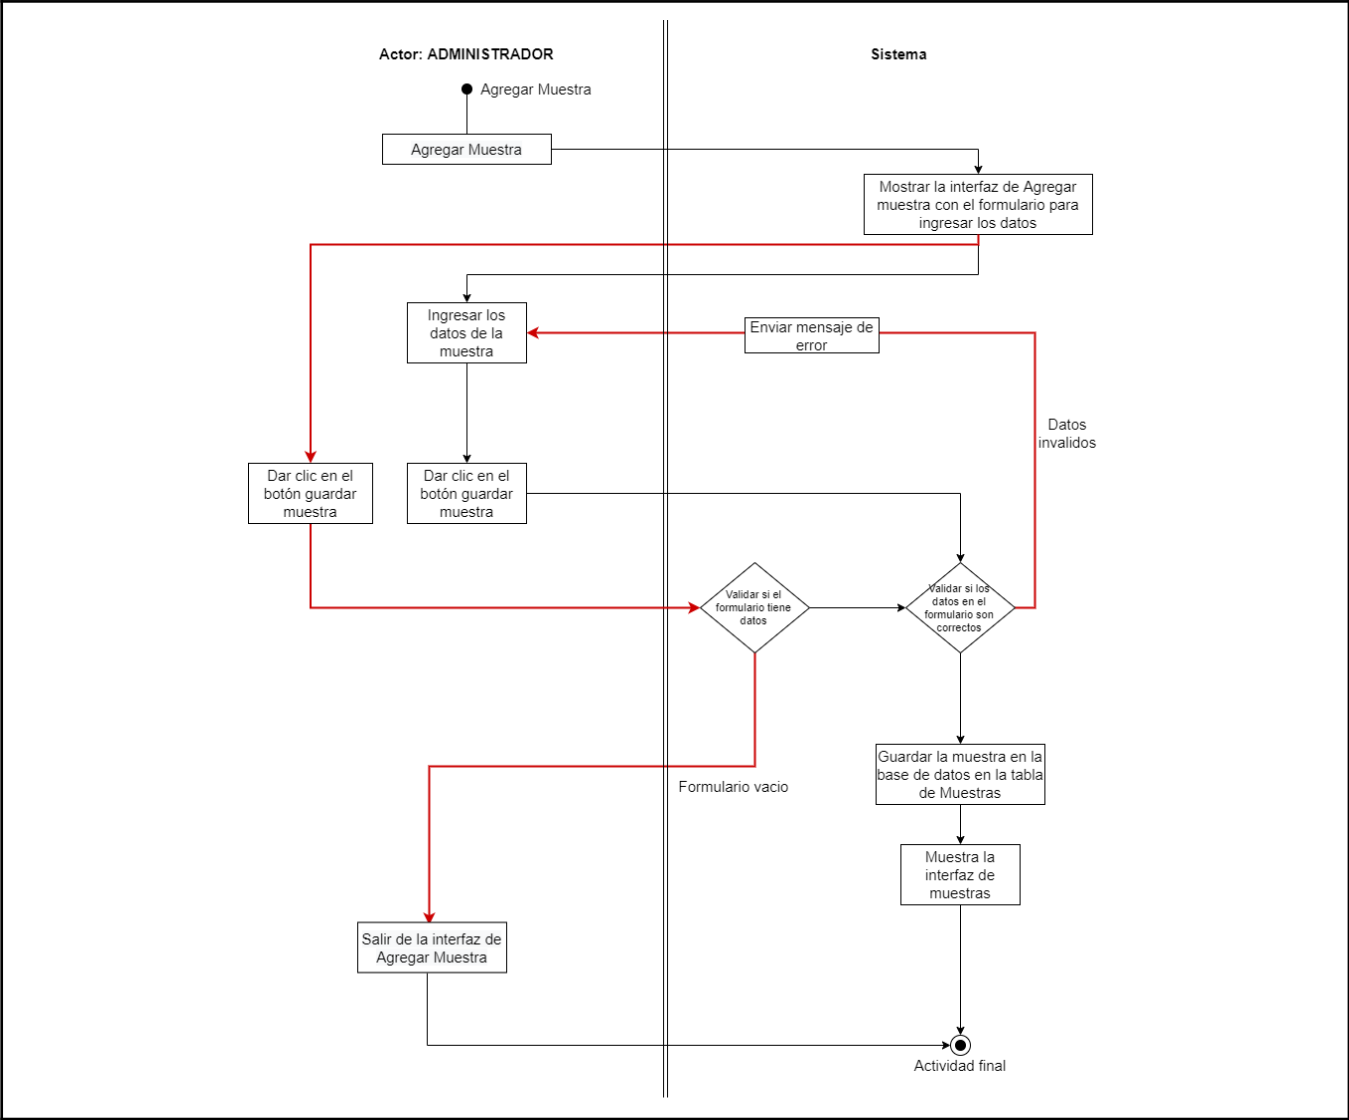 Actor: ADMINISTRADOR
Sistema
Agregar Muestra
Agregar Muestra
Mostrar la interfaz de Agregar
muestra con el formulario para
ingresar los datos
Ingresar los
datos de la
muestra
Enviar mensaje de
error
Datos
invalidos
Dar clic en el
botón guardar
muestra
Dar clic en el
botón guardar
muestra
Validar si el
formulario tiene
datos
Validar si los
datos en el
formulario son
correctos
Guardar la muestra en la
base de datos en la tabla
de Muestras
Formulario vacio
Muestra la
interfaz de
muestras
Salir de la interfaz de
Agregar Muestra
Actividad final